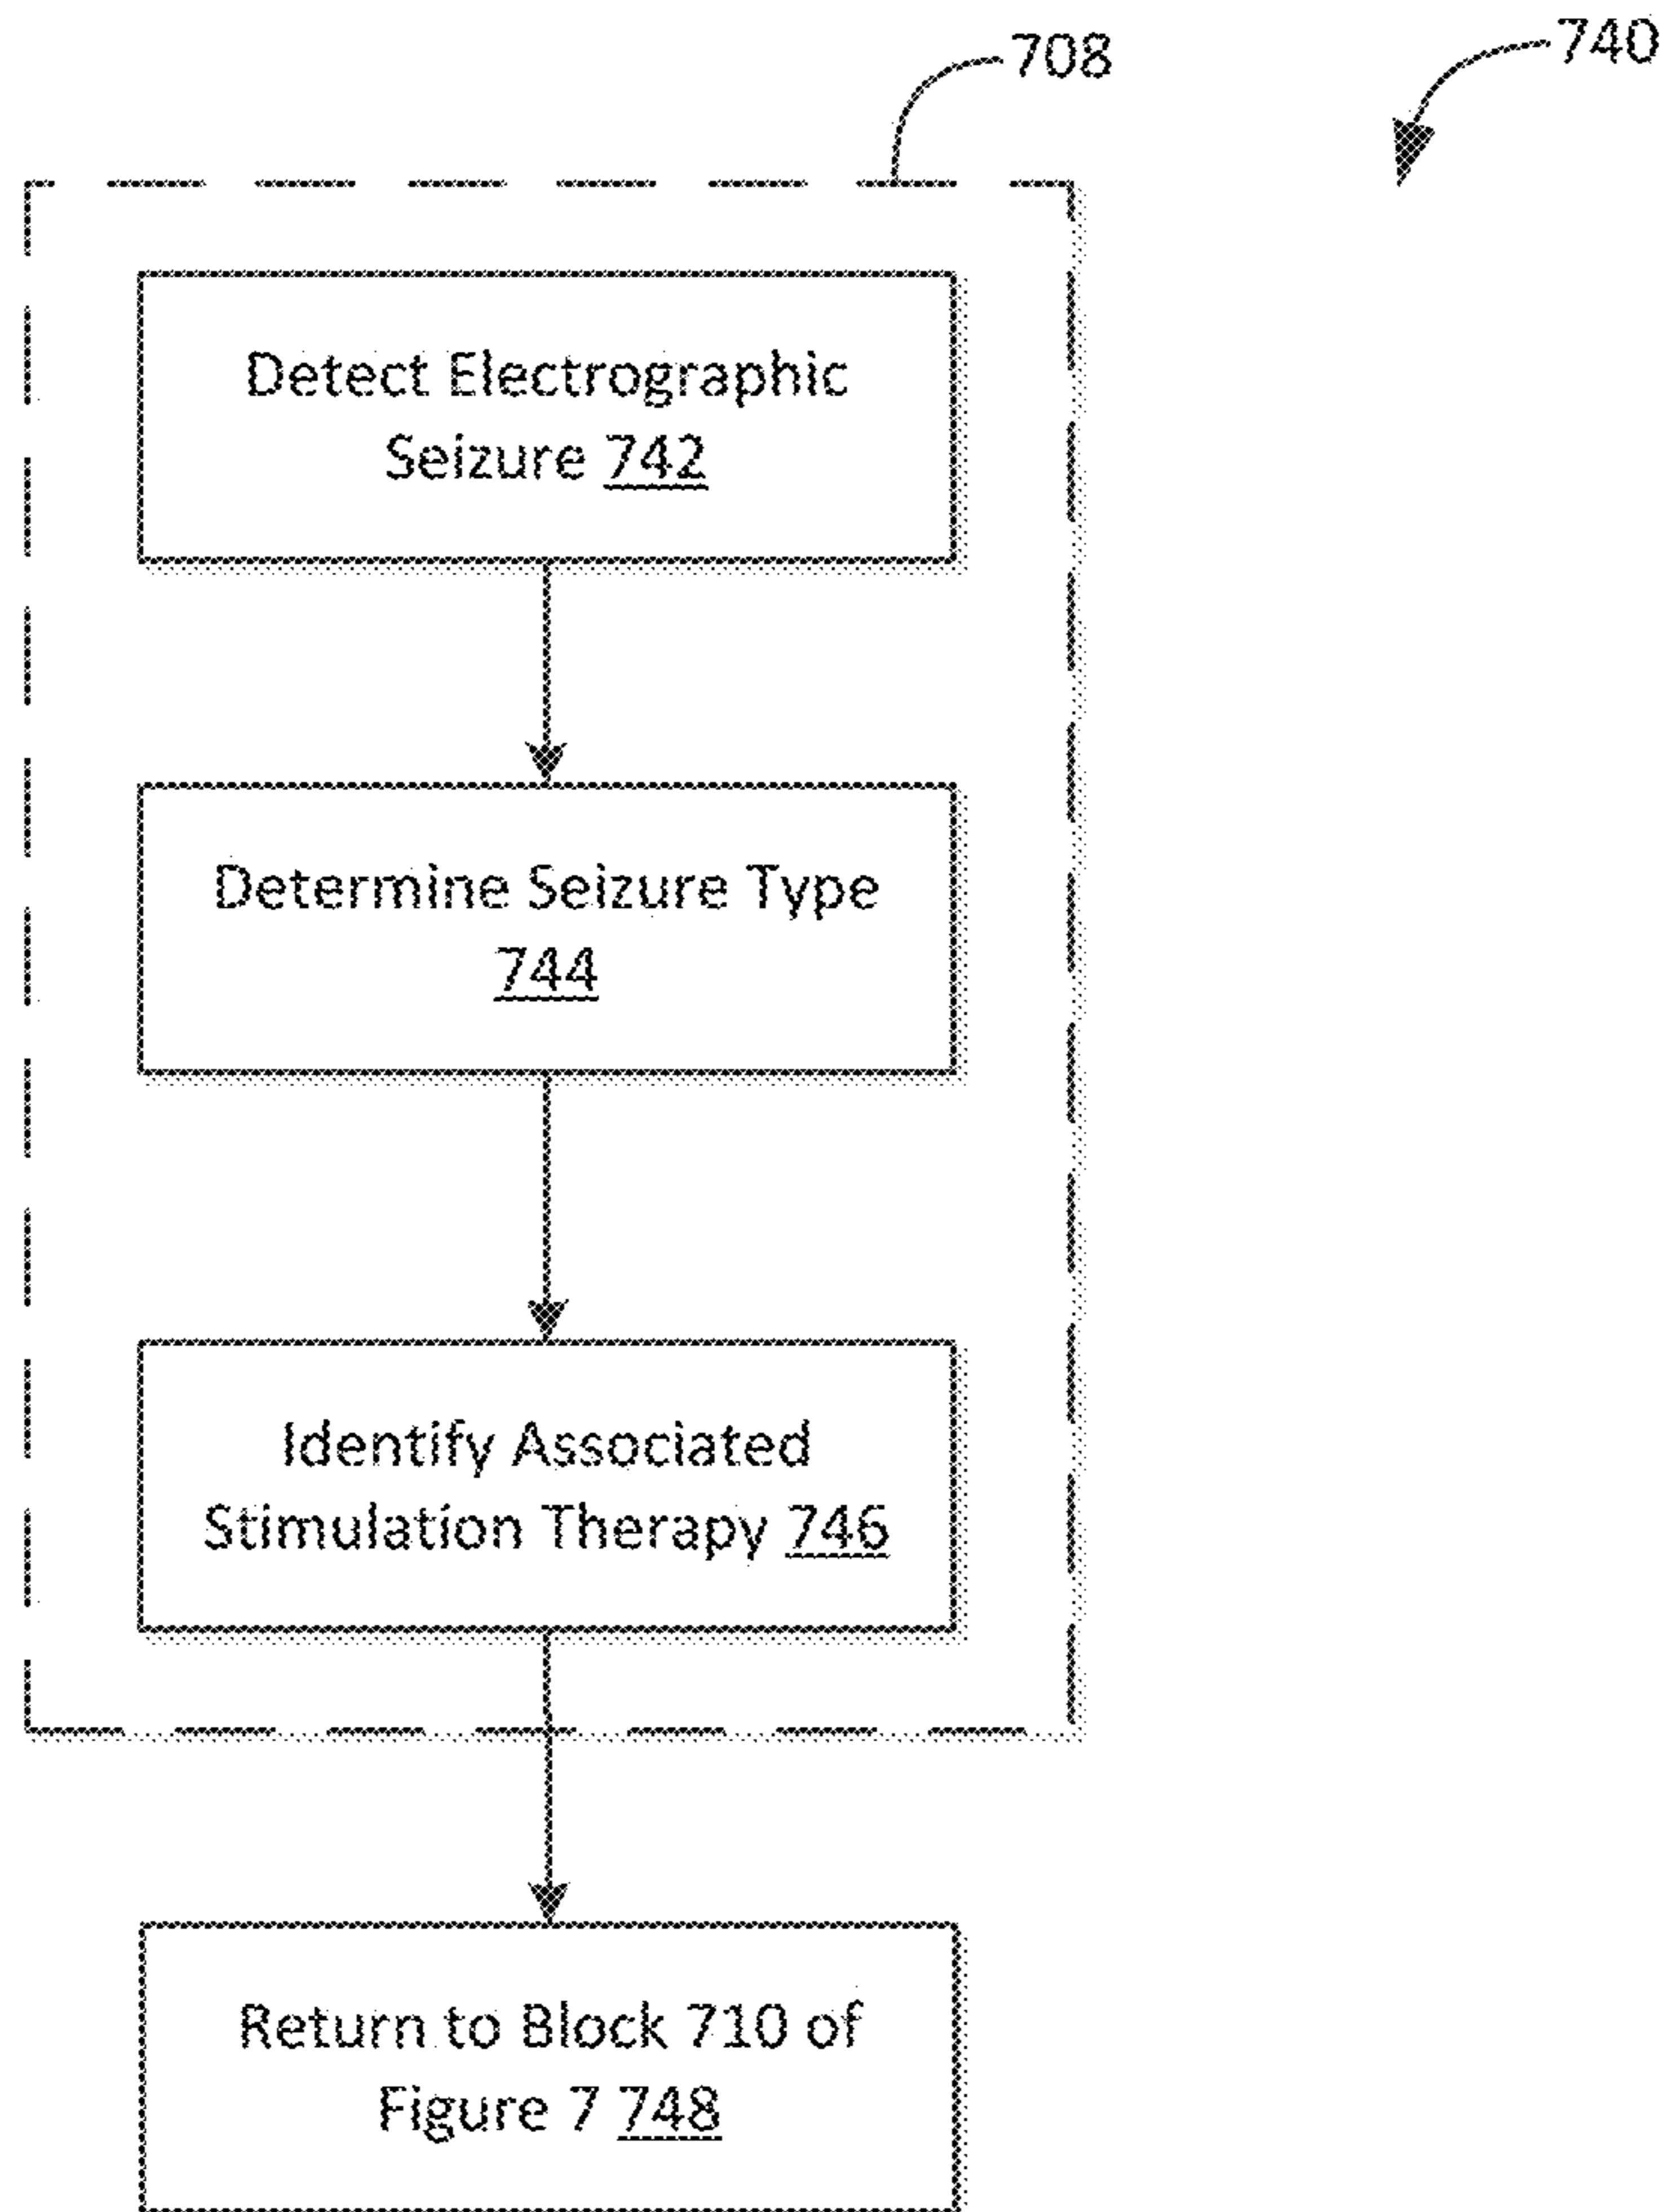 708
740
Detect Electrographic
Seizure 742
Determine Seizure Type
744
Identify Associated
Stimulation Therapy 746
Return to Block 710 of
Figure 7 748